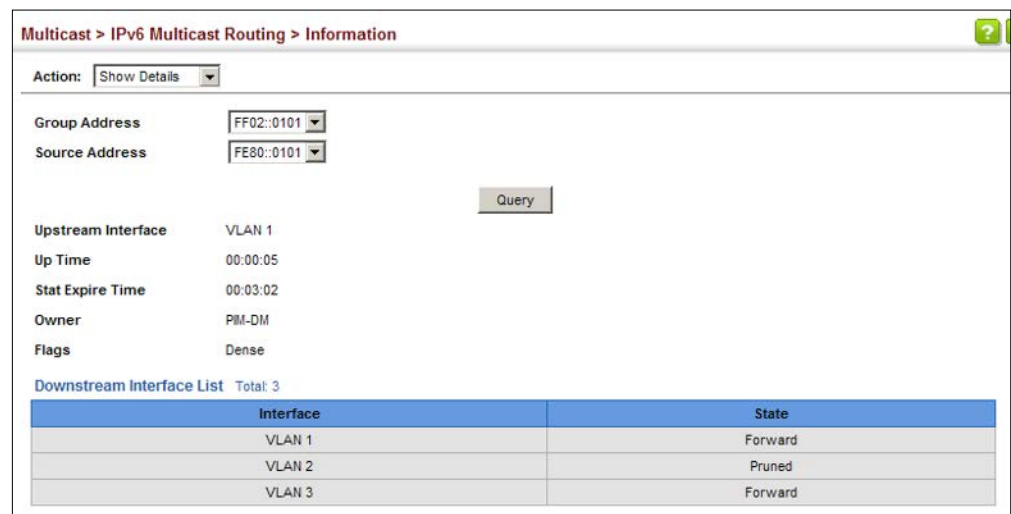 Multicast > IPv6 Multicast Routing > Information
?
Action: Show Details
Group Address FF02::0101
Source Address FE80::0101
Query
Upstream Interface VLAN 1
Up Time 00:00:05
Stat Expire Time 00:03:02
Owner PIM-DM
Flags Dense
Downstream Interface List Total: 3
Interface State
VLAN 1 Forward
VLAN 2 Pruned
VLAN 3 Forward